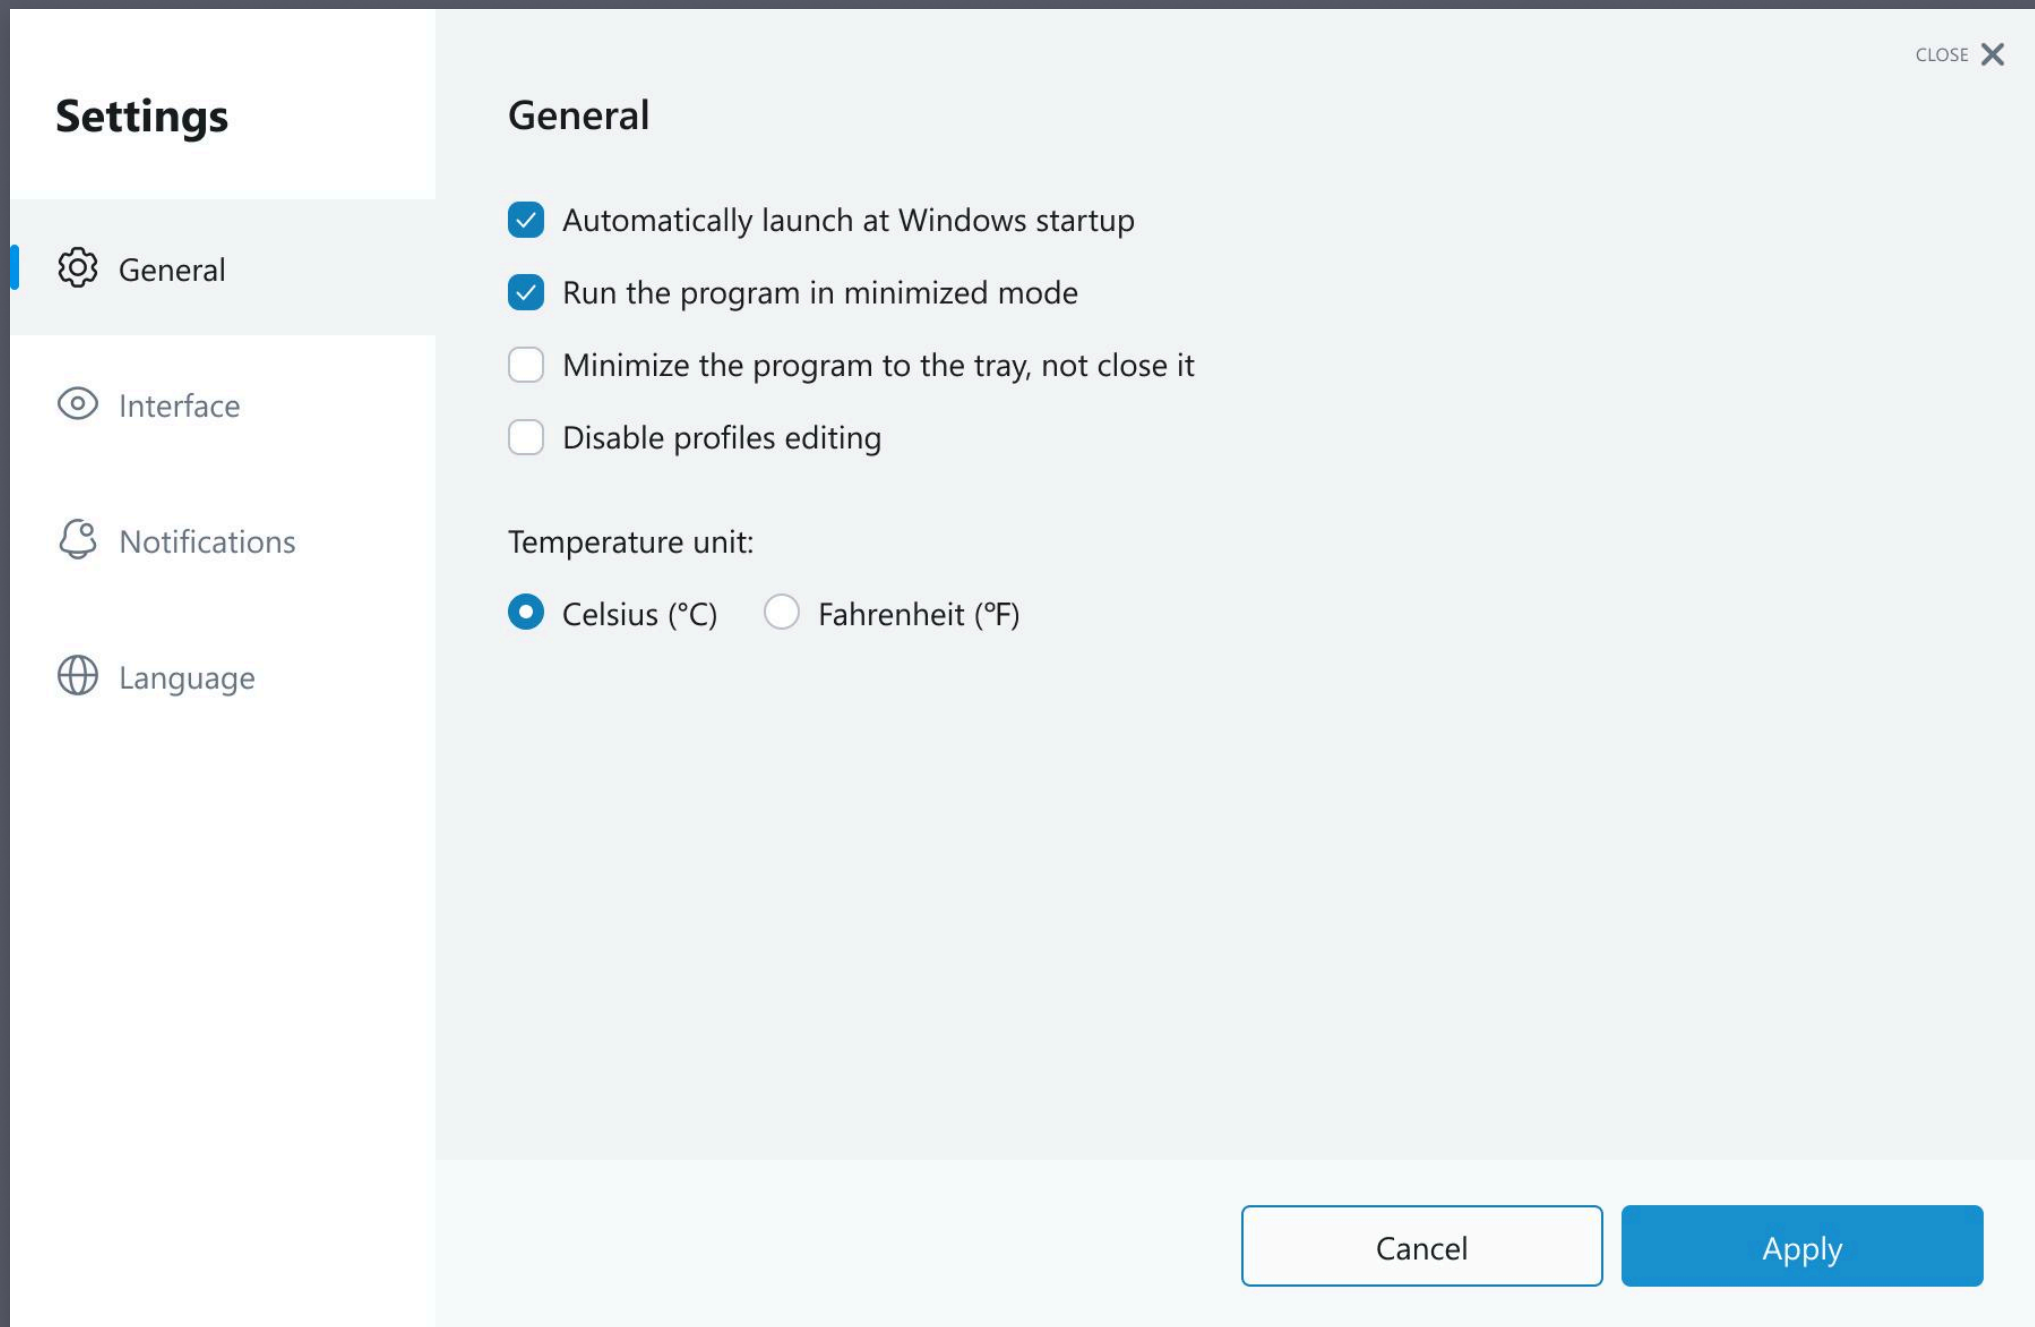 CLOSE
Settings
General
General
Interface
Notifications
Language
Automatically launch at Windows startup
Run the program in minimized mode
Minimize the program to the tray, not close it
Disable profiles editing
Temperature unit:
Celsius (°C) Fahrenheit (°F)
Cancel Apply